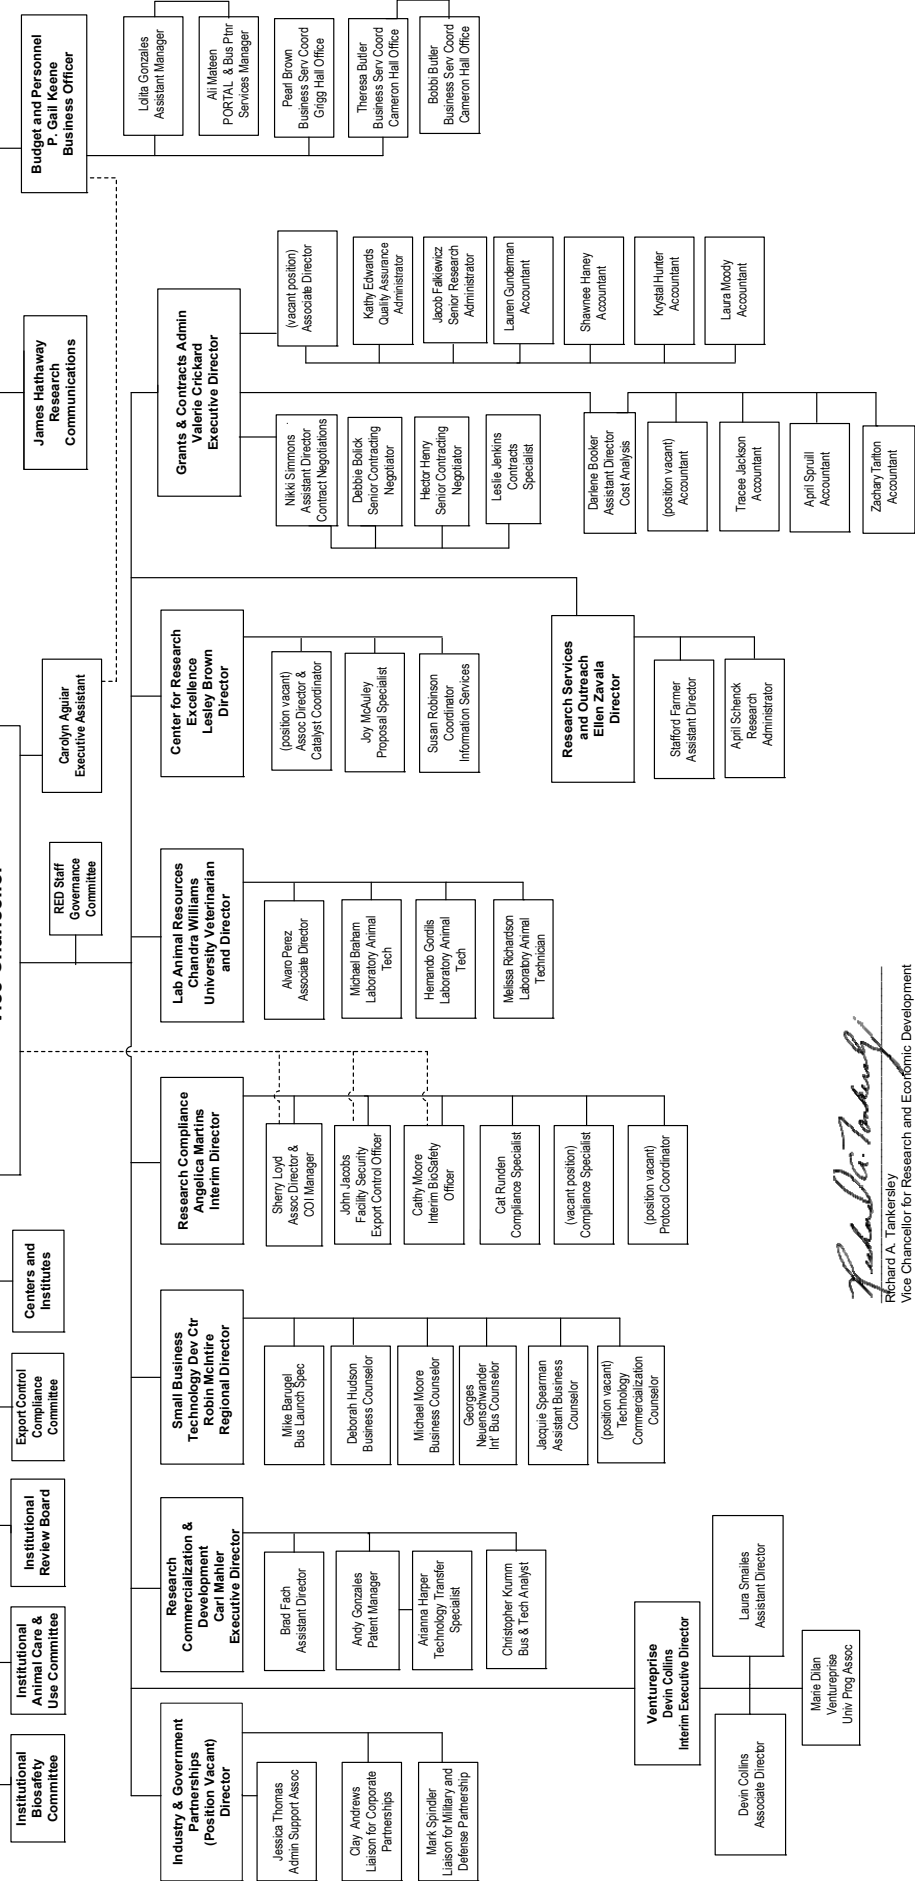 Vice Chancellor
Institutional
Biosafety
Committee
Institutional
Animal Care &
Use Committee
Institutional
Review Board
Export Control
Compliance
Committee
Centers and
Institutes
RED Staff
Governance
Committee
Carolyn Aguiar
Executive Assistant
James Hathaway
Research
Communications
Budget and Personnel
P. Gail Keene
Business Officer
Lolita Gonzales
Assistant Manager
Ali Mateen
PORTAL & Bus Ptnr
Services Manager
Pearl Brown
Business Serv Coord
Grigg Hall Office
Theresa Butler
Business Serv Coord
Cameron Hall Office
Bobbi Butler
Business Serv Coord
Cameron Hall Office
Industry & Government
Partnerships
(Position Vacant)
Director
Jessica Thomas
Admin Support Assoc
Clay Andrews
Liaison for Corporate
Partnerships
Mark Spindler
Liaison for Military and
Defense Partnership
Research
Commercialization &
Development
Carl Mahler
Executive Director
Brad Fach
Assistant Director
Andy Gonzales
Patent Manager
Arianna Harper
Technology Transfer
Specialist
Christopher Krumm
Bus & Tech Analyst
Small Business
Technology Dev Ctr
Robin McIntire
Regional Director
Mike Barugel
Bus Launch Spec
Deborah Hudson
Business Counselor
Michael Moore
Business Counselor
Georges
Neuenschwander
Int' Bus Counselor
Jacquie Spearman
Assistant Business
Counselor
(position vacant)
Technology
Commercialization
Counselor
Research Compliance
Angelica Martins
Interim Director
Sherry Loyd
Assoc Director &
COI Manager
John Jacobs
Facility Security
Export Control Officer
Cathy Moore
Interim BioSafety
Officer
Cat Runden
Compliance Specialist
(vacant position)
Compliance Specialist
(position vacant)
Protocol Coordinator
Lab Animal Resources
Chandra Williams
University Veterinarian
and Director
Alvaro Perez
Associate Director
Michael Braham
Laboratory Animal
Tech
Hernando Gordils
Laboratory Animal
Tech
Melissa Richardson
Laboratory Animal
Technician
Center for Research
Excellence
Lesley Brown
Director
(position vacant)
Assoc Director &
Catalyst Coordinator
Joy McAuley
Proposal Specialist
Susan Robinson
Coordinator
Information Services
Grants & Contracts Admin
Valerie Crickard
Executive Director
Nikki Simmons
Assistant Director
Contract Negotiations
Debbie Bolick
Senior Contracting
Negotiator
Hector Henry
Senior Contracting
Negotiator
Leslie Jenkins
Contracts
Specialist
(vacant position)
Associate Director
Kathy Edwards
Quality Assurance
Administrator
Jacob Falkiewicz
Senior Research
Administrator
Lauren Gunderman
Accountant
Shawnee Haney
Accountant
Krystal Hunter
Accountant
Laura Moody
Accountant
Darlene Booker
Assistant Director
Cost Analysis
(position vacant)
Accountant
Tracee Jackson
Accountant
April Spruill
Accountant
Zachary Tarlton
Accountant
Research Services
and Outreach
Ellen Zavala
Director
Stafford Farmer
Assistant Director
April Schenck
Research
Administrator
Ventureprise
Devin Collins
Interim Executive Director
Devin Collins
Associate Director
Laura Smailes
Assistant Director
Marie Dilan
Ventureprise
Univ Prog Assoc
Richard A. Tankersley
Richard A. Tankersley
Vice Chancellor for Research and Economic Development